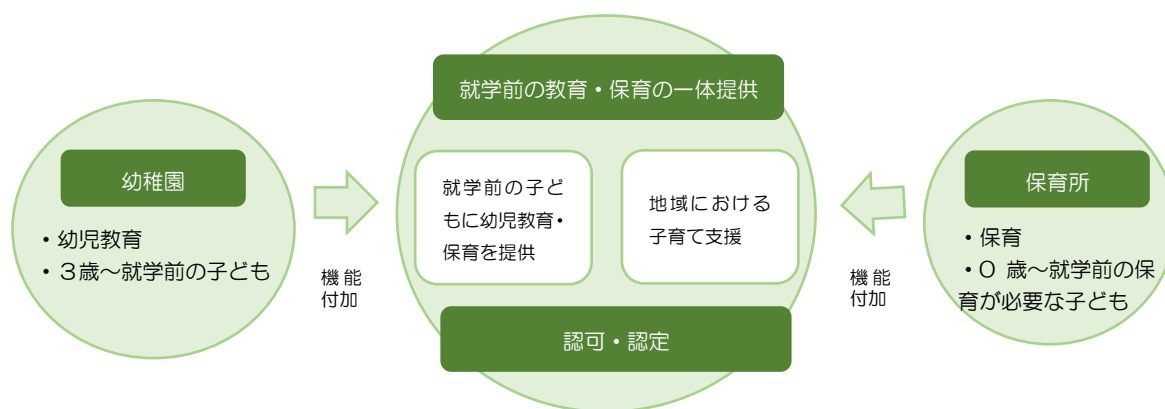 幼稚園
・幼児教育
・３歳～就学前の子ども
機 能
付加
就学前の教育・保育の一体提供
就学前の子ど
もに幼児教育・
保育を提供
地域における
子育て支援
認可・認定
機 能
付加
保育所
・保育
・０ 歳～就学前の保
育が必要な子ども